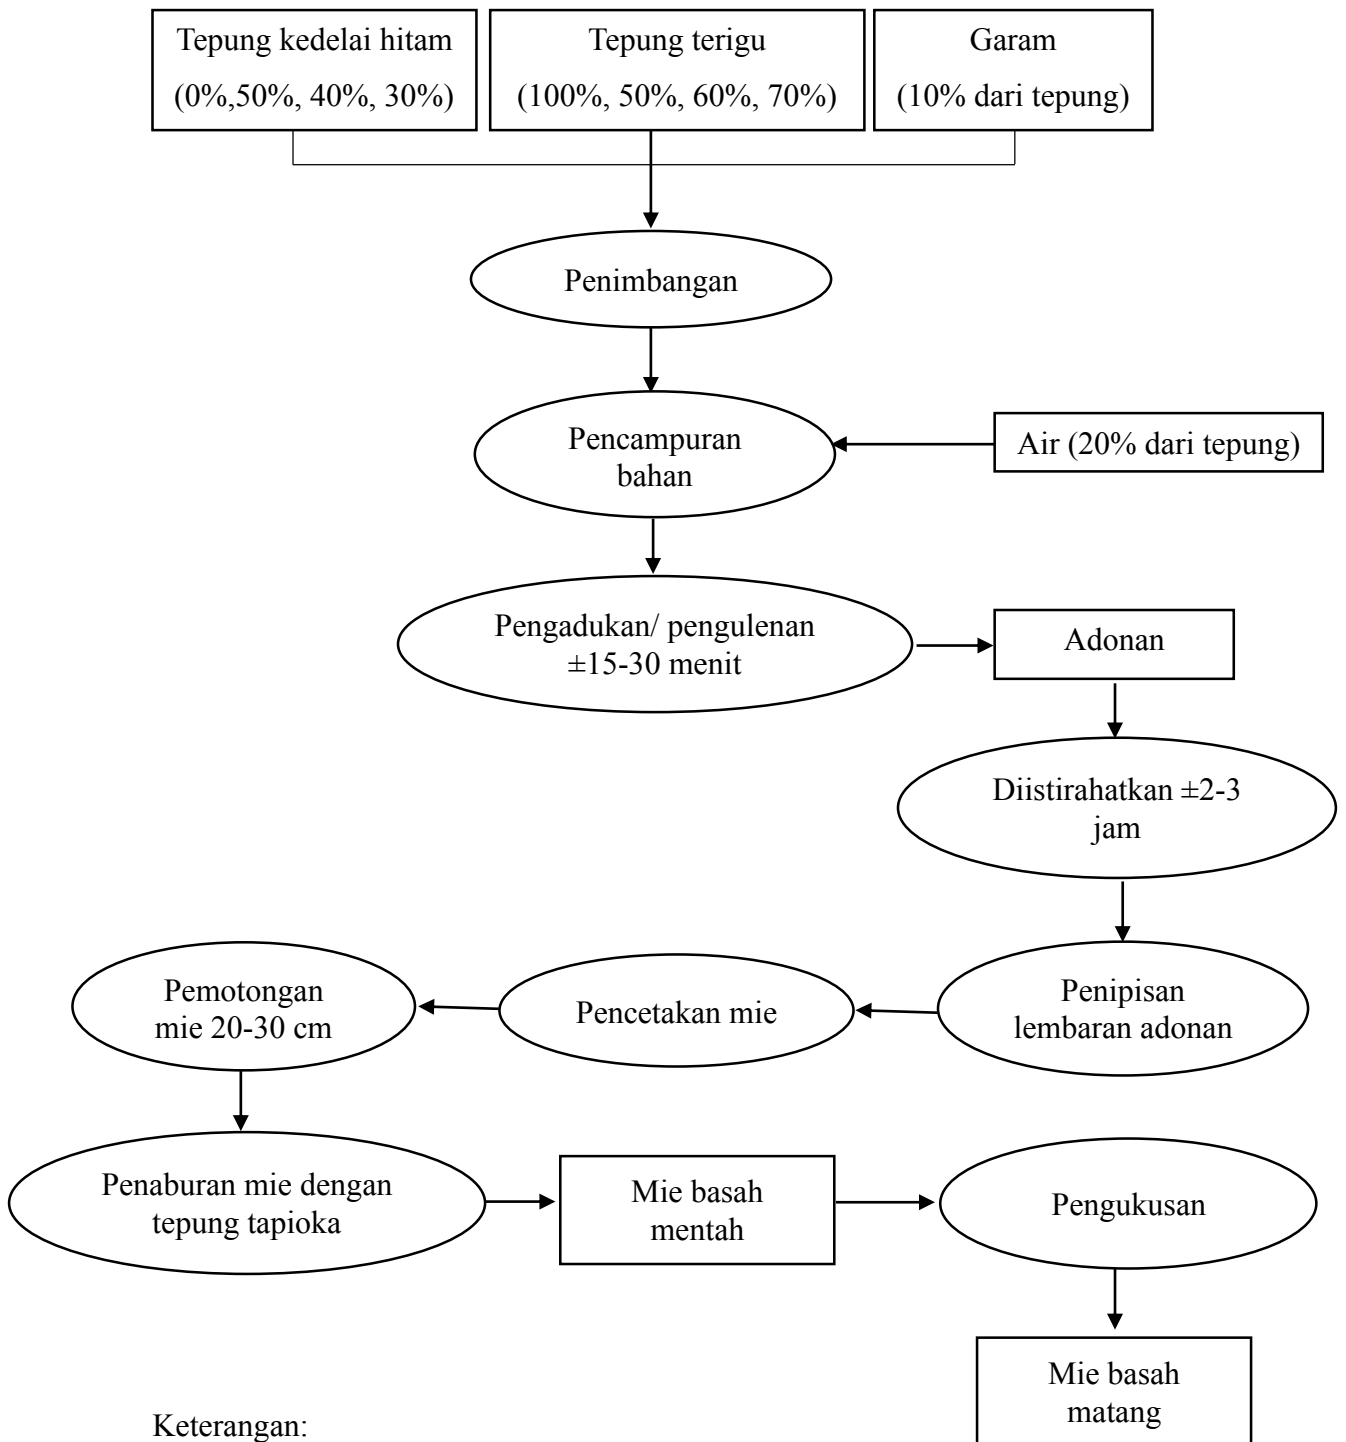 Tepung kedelai hitam
(0%,50%, 40%, 30%)
Tepung terigu
(100%, 50%, 60%, 70%)
Garam
(10% dari tepung)
Penimbangan
Pencampuran
bahan
Air (20% dari tepung)
Pengadukan/ pengulenan
±15-30 menit
Adonan
Diistirahatkan ±2-3
jam
Penipisan
lembaran adonan
Pencetakan mie
Pemotongan
mie 20-30 cm
Penaburan mie dengan
tepung tapioka
Mie basah
mentah
Pengukusan
Mie basah
matang
Keterangan: